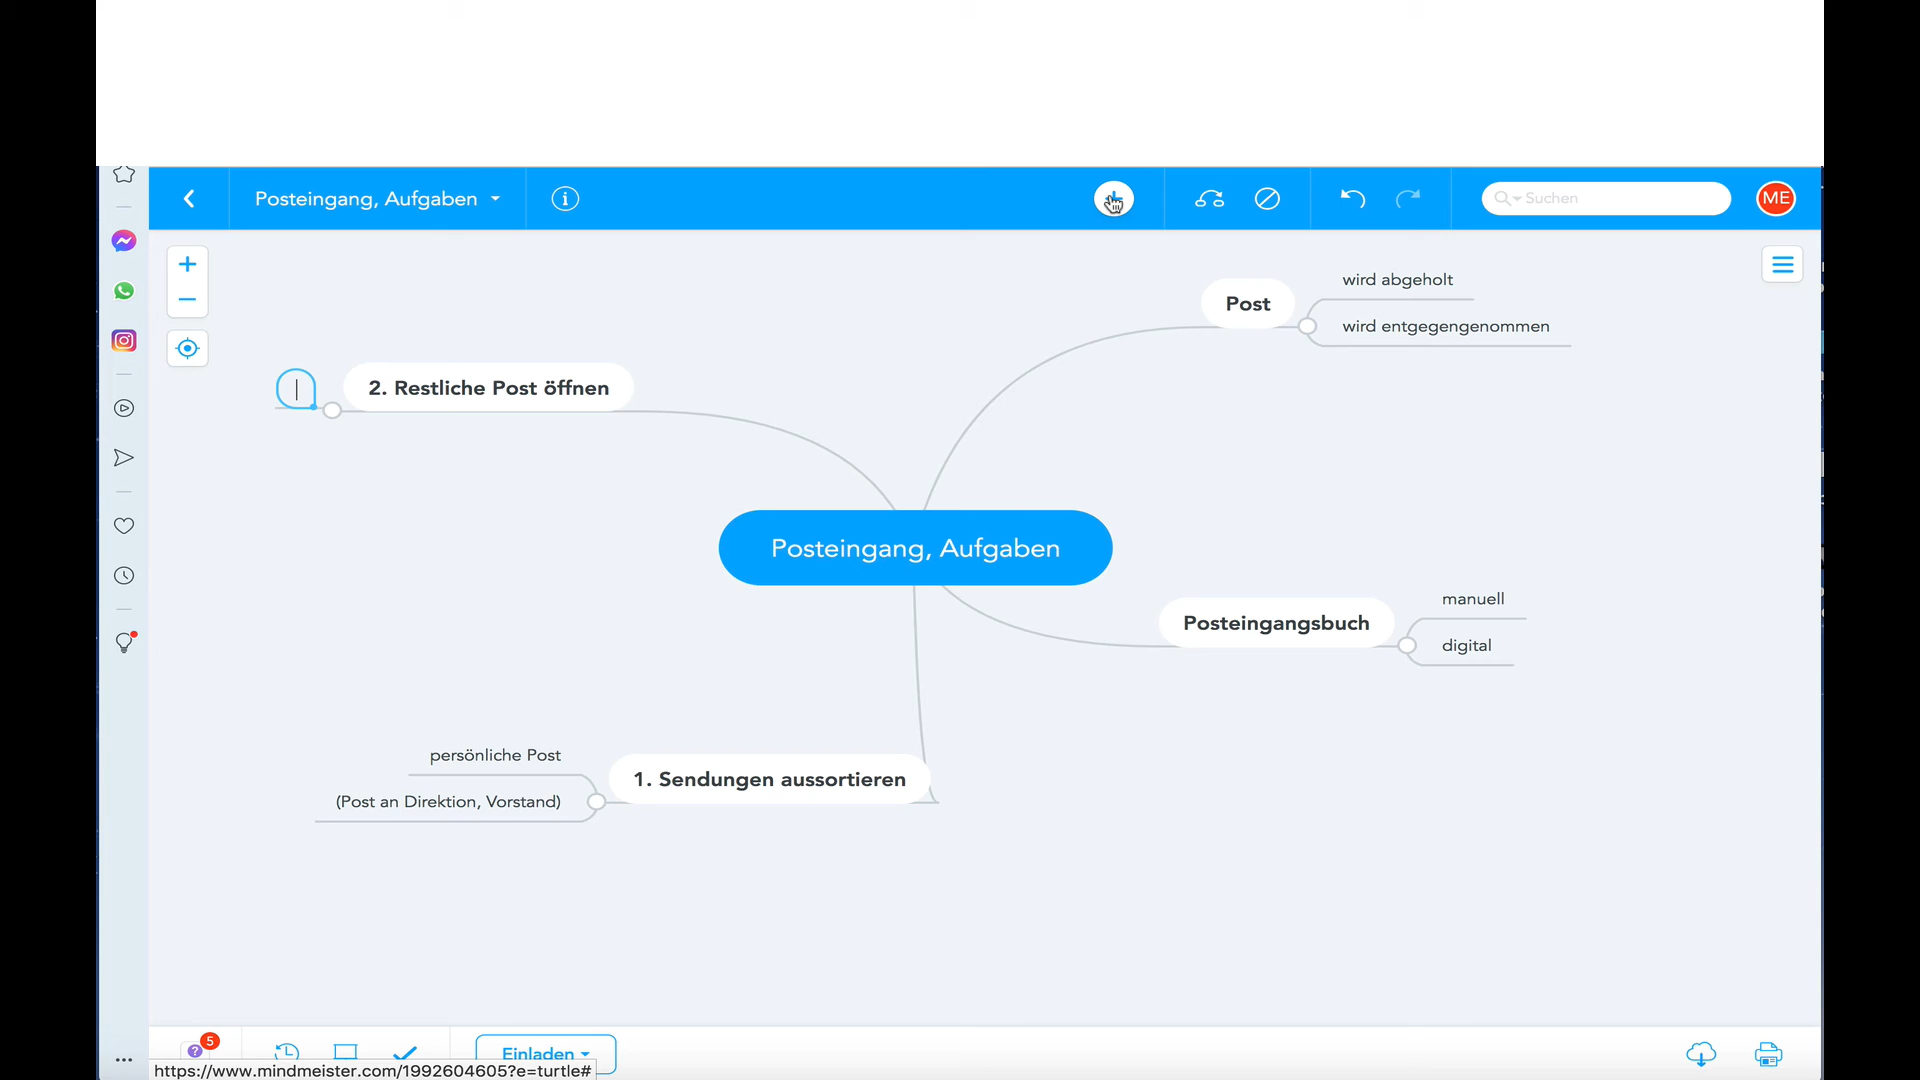 Posteingang, Aufgaben
Suchen
ME
Post
wird abgeholt
wird entgegengenommen
2. Restliche Post öffnen
Posteingang, Aufgaben
Posteingangsbuch
manuell
digital
persönliche Post
1. Sendungen aussortieren
(Post an Direktion, Vorstand)
5
?
Einladen
https://www.mindmeister.com/1992604605?e=turtle#